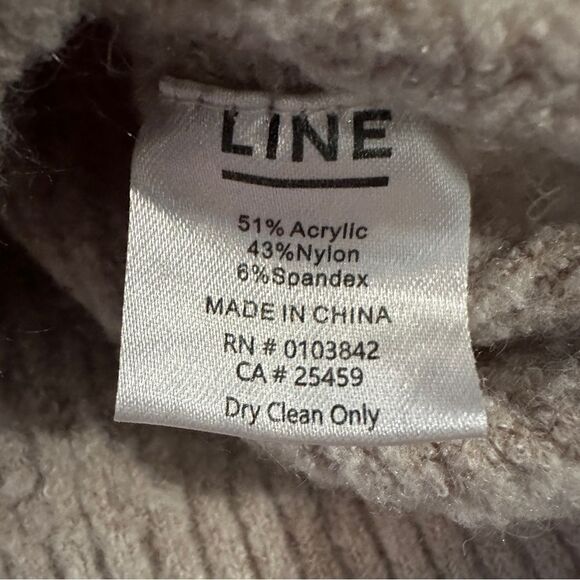 LINE
51% Acrylic
43%Nylon
6%Spandex
MADE IN CHINA
RN # 0103842
CA # 25459
Dry Clean Only